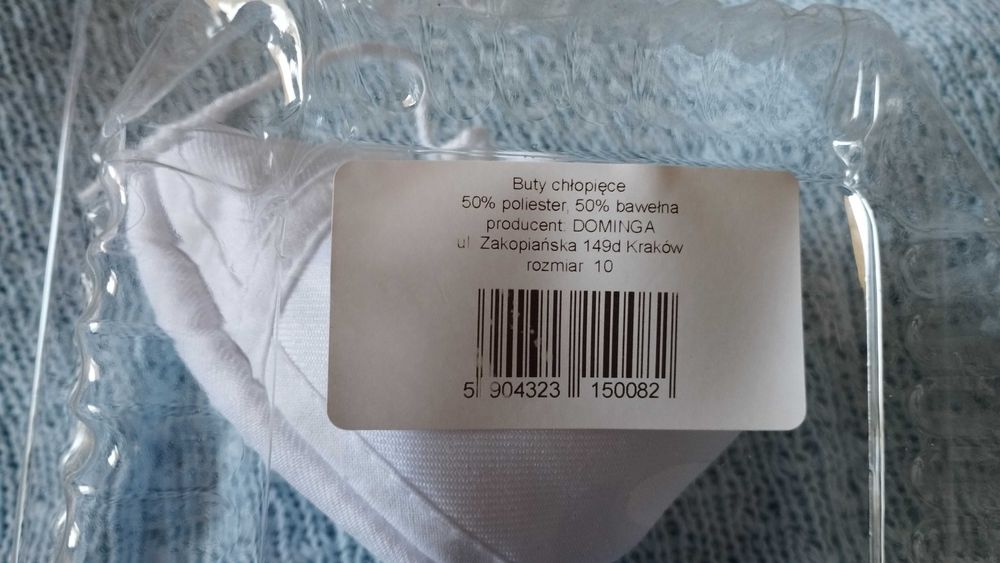 Buty chłopięce
50% poliester, 50% bawełna
producent: DOMINGA
ul. Zakopiańska 149d Kraków
rozmiar 10
5 904323 150082